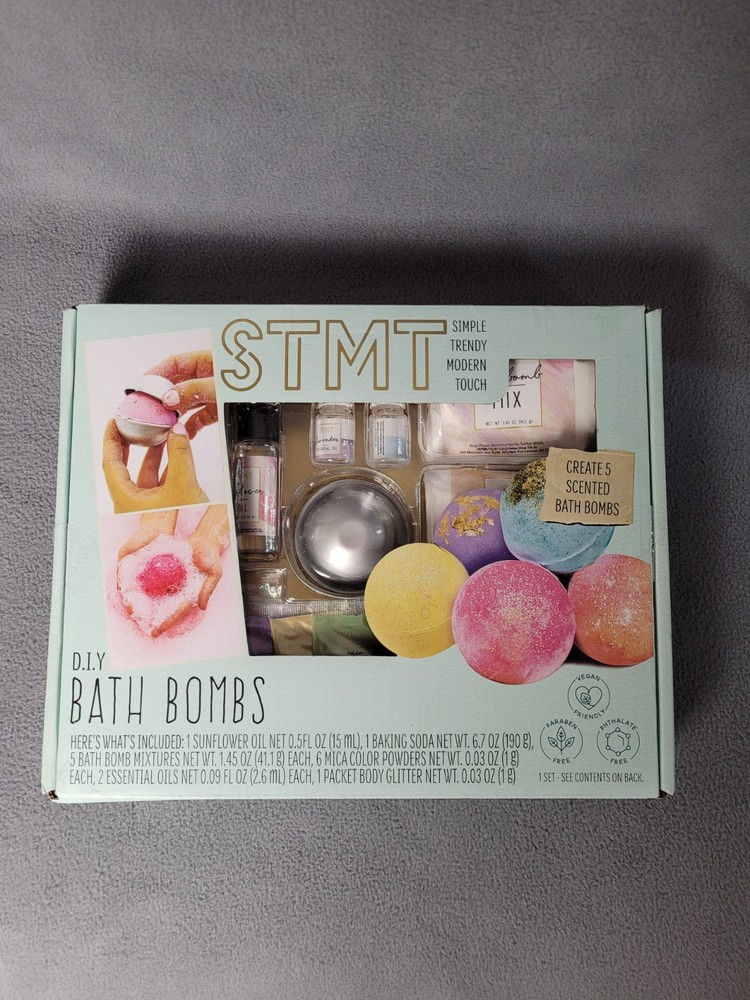 STMT
SIMPLE
TRENDY
MODERN
TOUCH
bomb
MIX
CREATE 5
SCENTED
BATH BOMBS
D.I.Y
BATH BOMBS
HERE'S WHAT'S INCLUDED: 1 SUNFLOWER OIL NET 0.5FL OZ (15 ML), 1 BAKING SODA NET WT. 6.7 OZ (190 g),
5 BATH BOMB MIXTURES NET WT. 1.45 OZ (41.1 g) EACH, 6 MICA COLOR POWDERS NET WT. 0.03 OZ (1 g)
EACH, 2 ESSENTIAL OILS NET 0.09 FL OZ (2.6 mL) EACH, 1 PACKET BODY GLITTER NET WT. 0.03 OZ (1 g)
VEGAN
FRIENDLY
PARABEN
FREE
PHTHALATE
FREE
1 SET - SEE CONTENTS ON BACK.